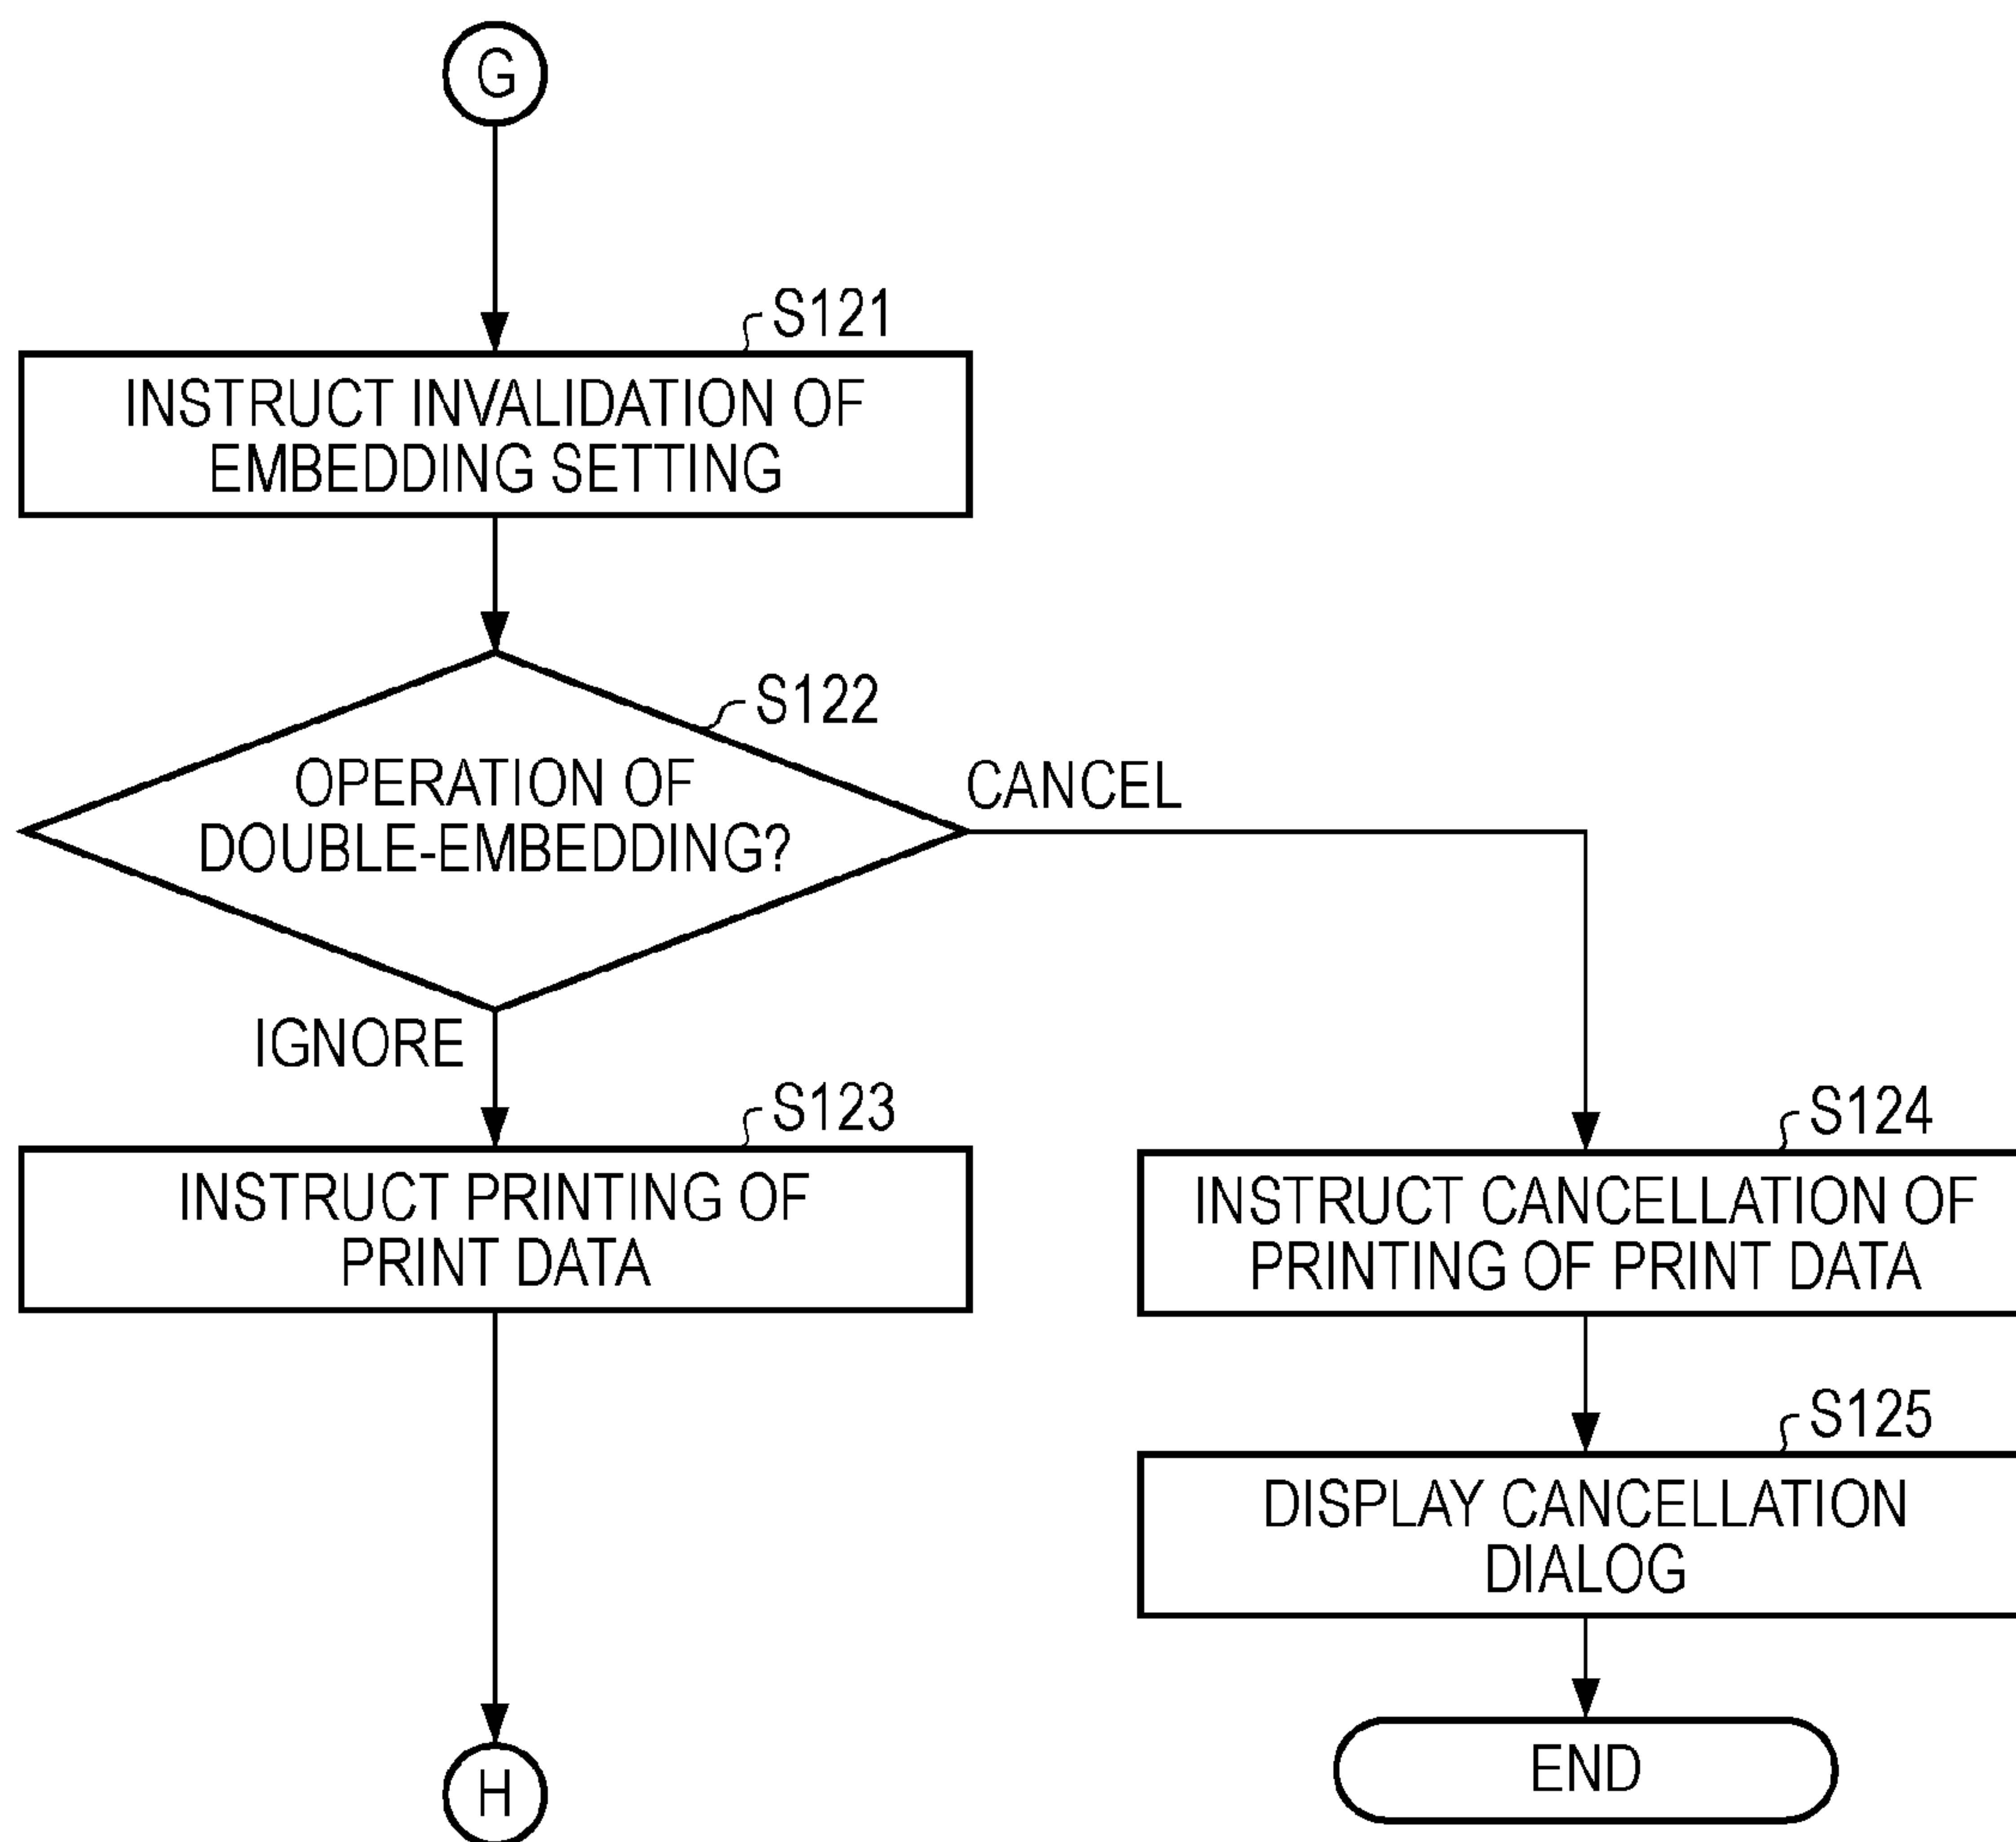 G
S121
INSTRUCT INVALIDATION OF
EMBEDDING SETTING
S122
OPERATION OF
DOUBLE-EMBEDDING?
CANCEL
IGNORE
S123
INSTRUCT PRINTING OF
PRINT DATA
S124
INSTRUCT CANCELLATION OF
PRINTING OF PRINT DATA
S125
DISPLAY CANCELLATION
DIALOG
H
END